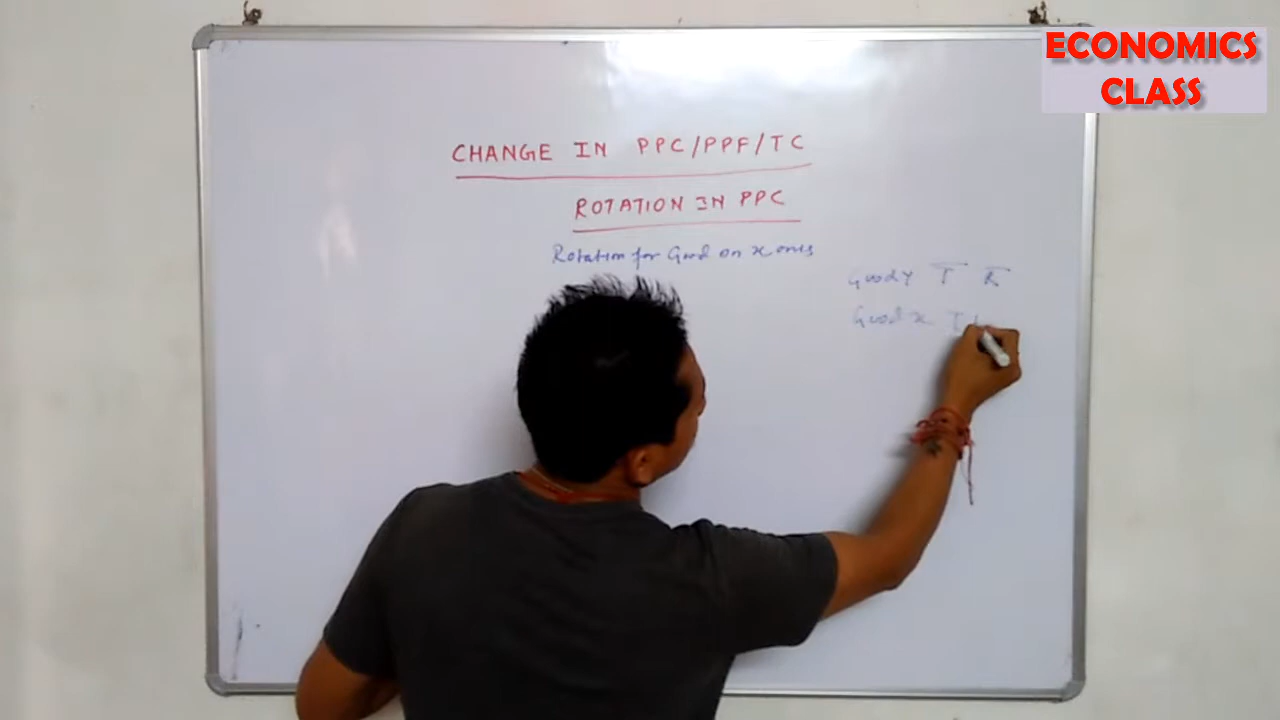 ECONOMICS
CLASS
CHANGE IN PPC/PPF/TC
ROTATION IN PPC
Rotation for Good on x axis
Good y T̅ R̅
Good x T